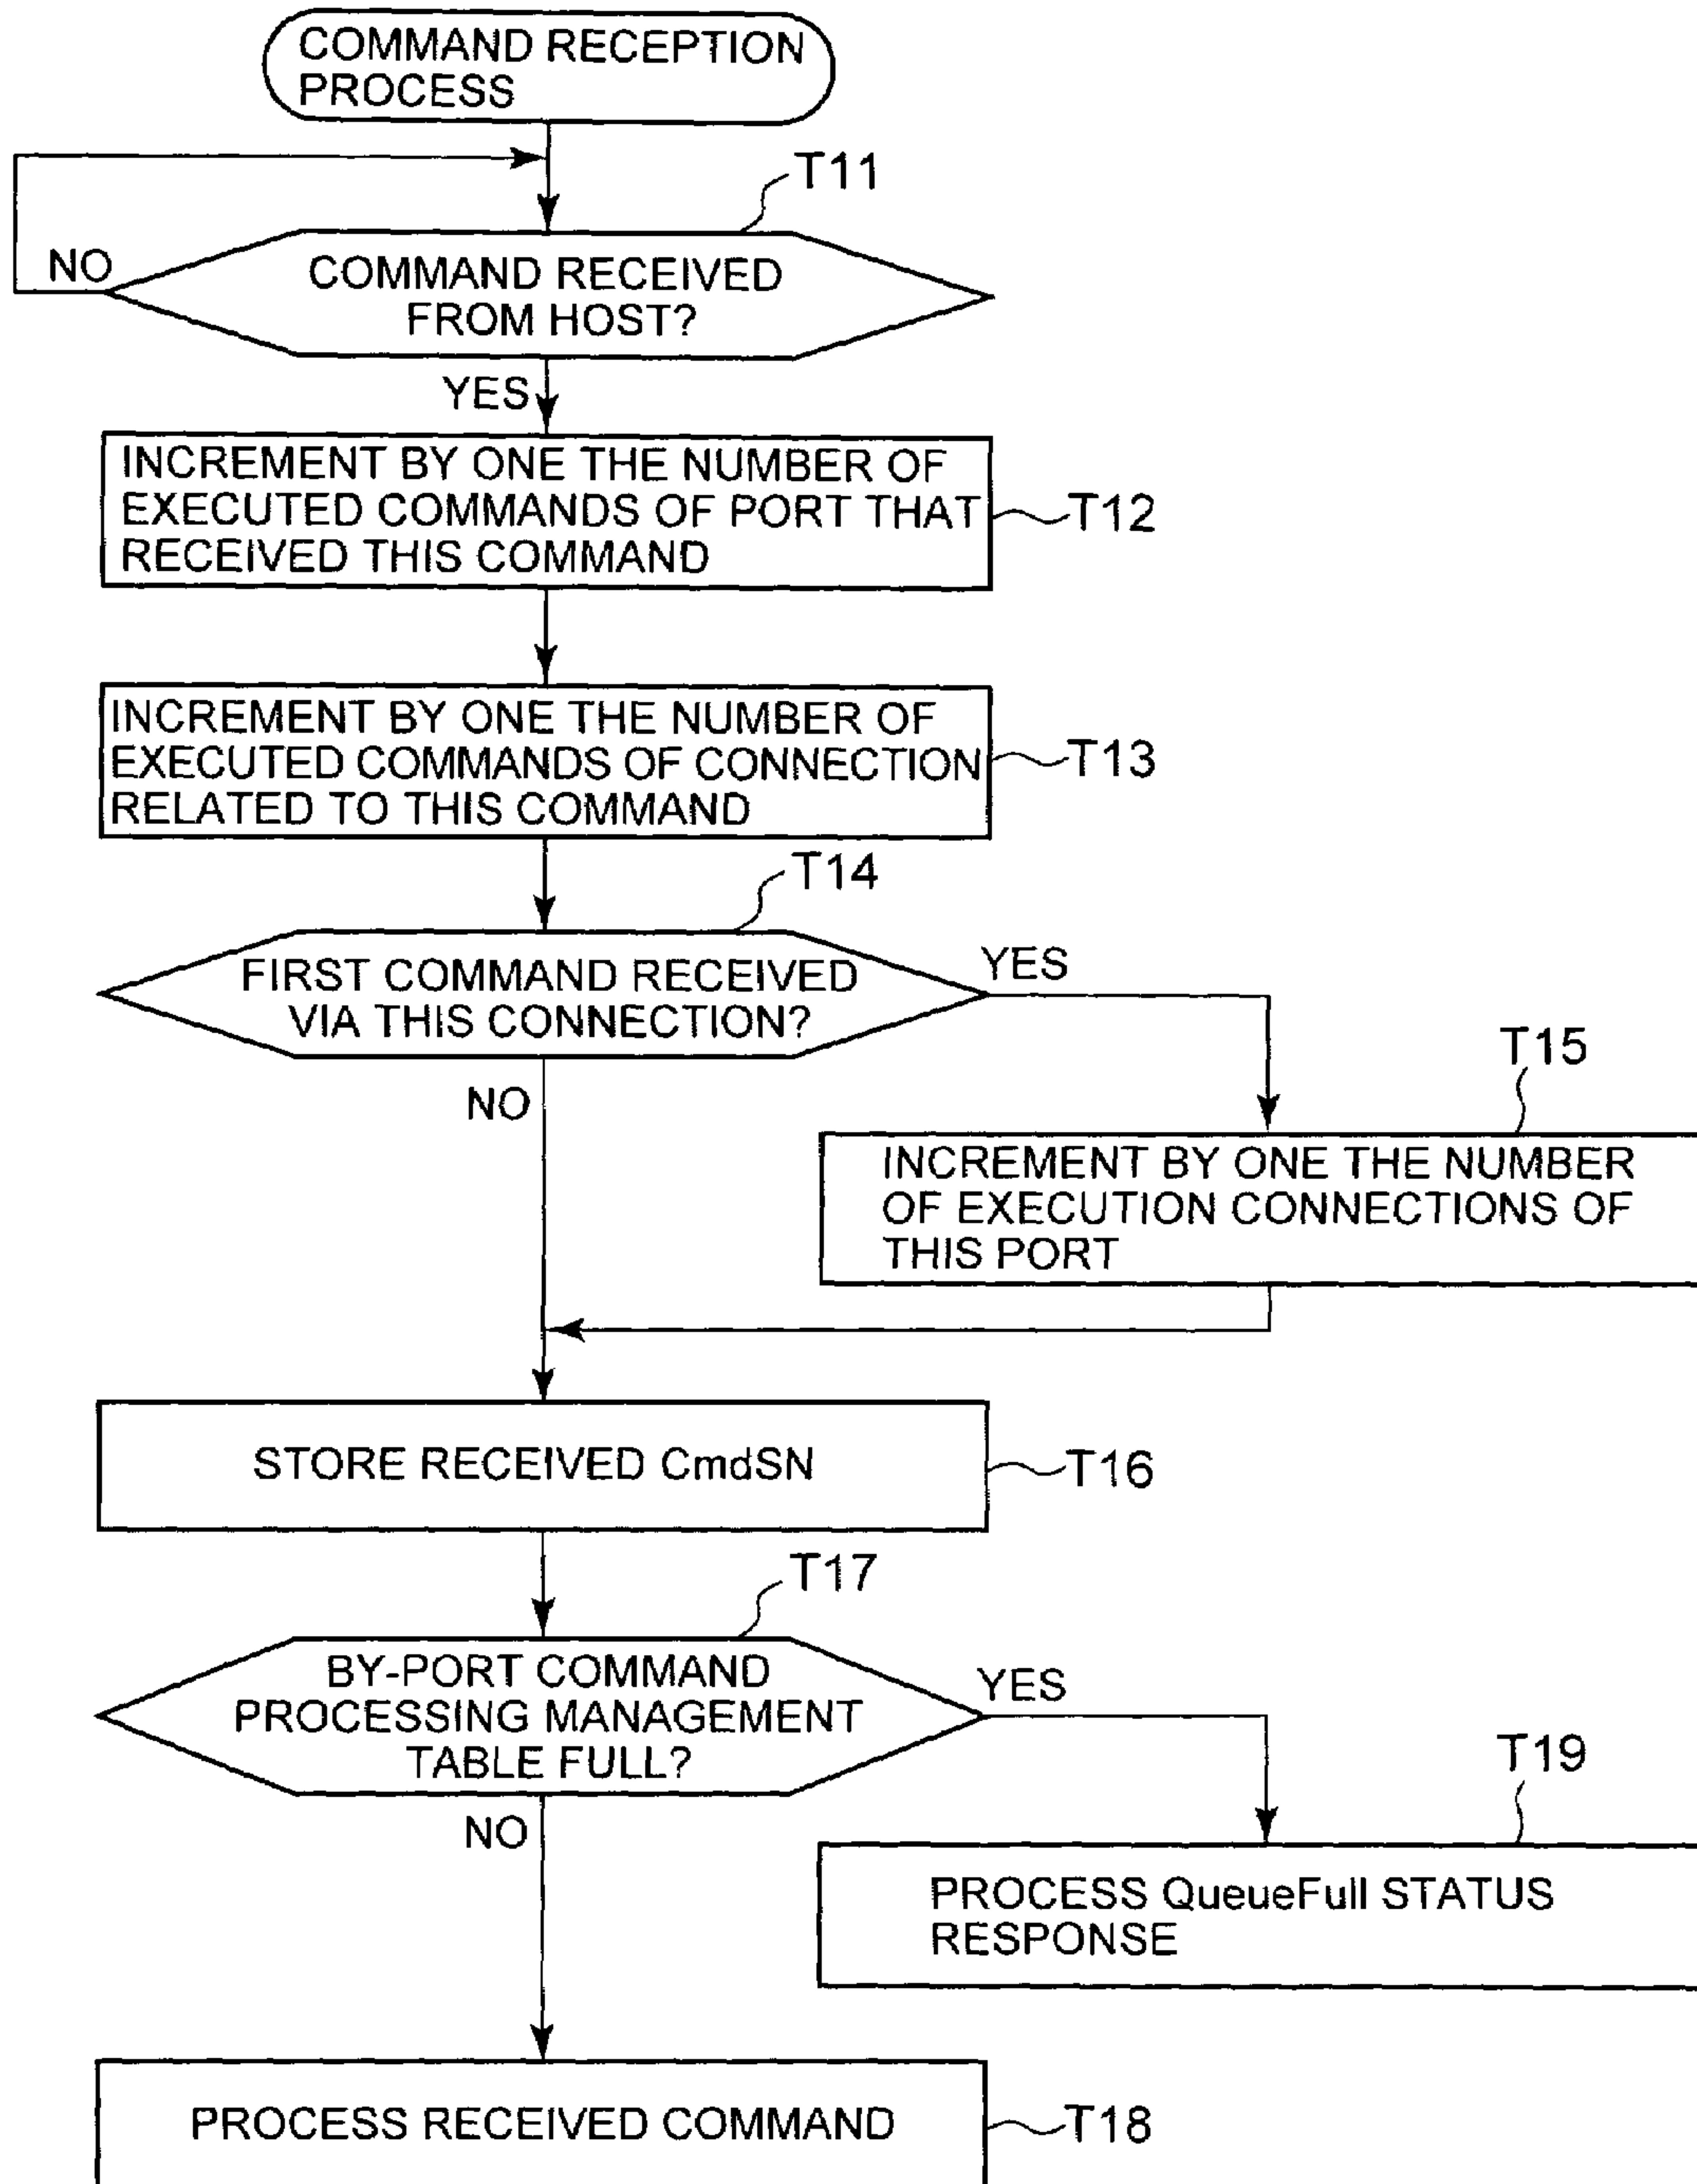 COMMAND RECEPTION
PROCESS
T11
NO
COMMAND RECEIVED
FROM HOST?
YES
INCREMENT BY ONE THE NUMBER OF
EXECUTED COMMANDS OF PORT THAT
RECEIVED THIS COMMAND
T12
INCREMENT BY ONE THE NUMBER OF
EXECUTED COMMANDS OF CONNECTION
RELATED TO THIS COMMAND
T13
T14
FIRST COMMAND RECEIVED
VIA THIS CONNECTION?
YES
NO
T15
INCREMENT BY ONE THE NUMBER
OF EXECUTION CONNECTIONS OF
THIS PORT
STORE RECEIVED CmdSN
T16
T17
BY-PORT COMMAND
PROCESSING MANAGEMENT
TABLE FULL?
YES
NO
T19
PROCESS QueueFull STATUS
RESPONSE
PROCESS RECEIVED COMMAND
T18